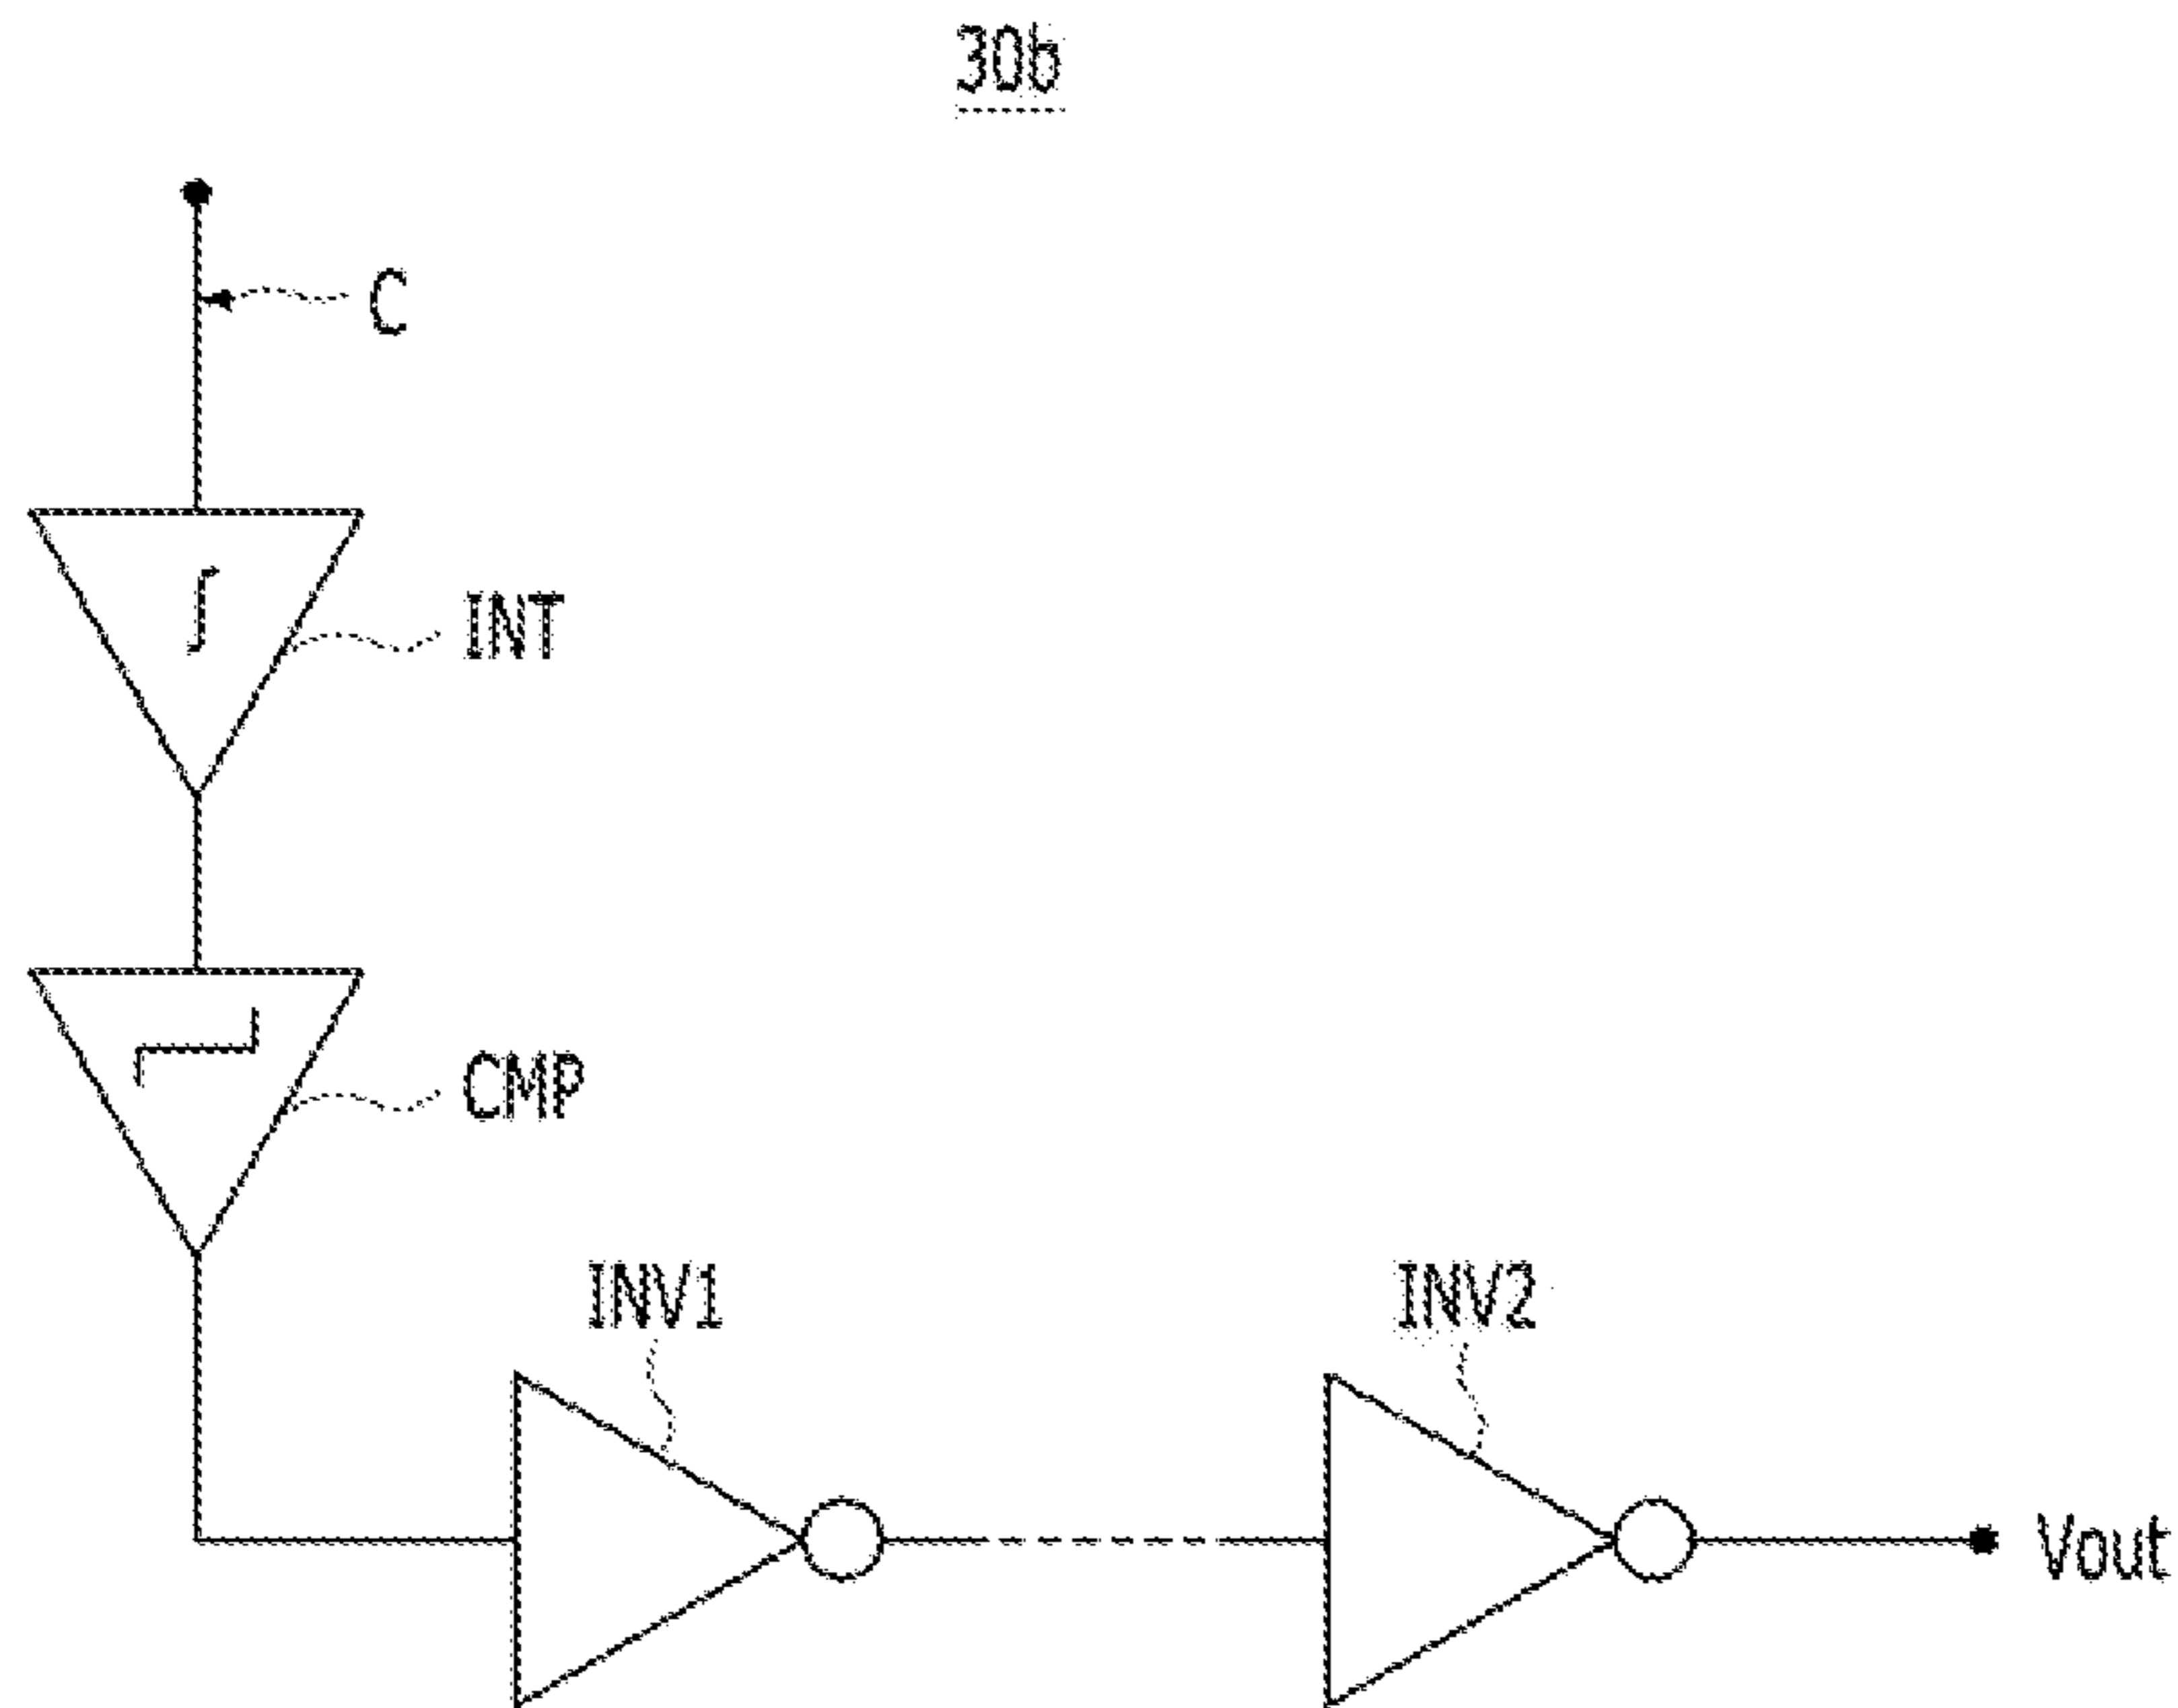 30b
C
∫
INT
CMP
INV1
INV2
Vout